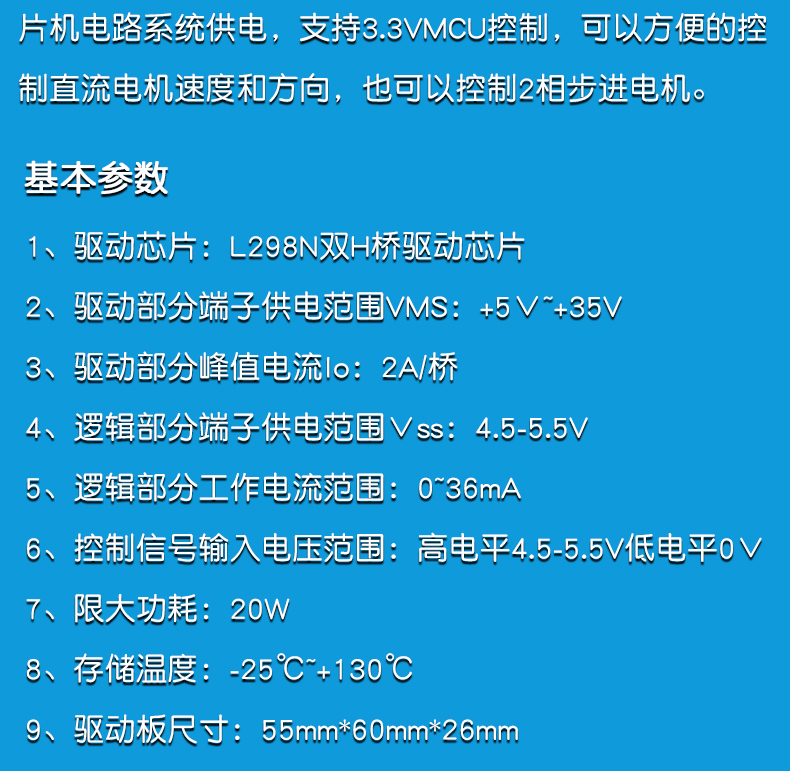 片机电路系统供电，支持3.3VMCU控制，可以方便的控
制直流电机速度和方向，也可以控制2相步进电机。
基本参数
1、驱动芯片：L298N双H桥驱动芯片
2、驱动部分端子供电范围VMS：+5V~+35V
3、驱动部分峰值电流Io：2A/桥
4、逻辑部分端子供电范围Vss：4.5-5.5V
5、逻辑部分工作电流范围：0~36mA
6、控制信号输入电压范围：高电平4.5-5.5V低电平0V
7、限大功耗：20W
8、存储温度：-25℃~+130℃
9、驱动板尺寸：55mm*60mm*26mm